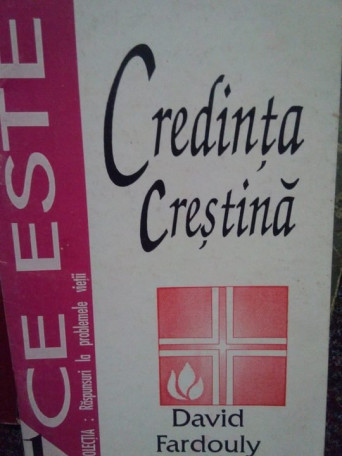 CE ESTE
COLECȚIA : Răspunsuri la problemele vieții
Credința
creștină
David
Fardouly